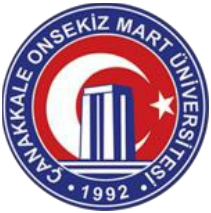 ÇANAKKALE ONSEKİZ MART ÜNİVERSİTESİ
• 1992 •